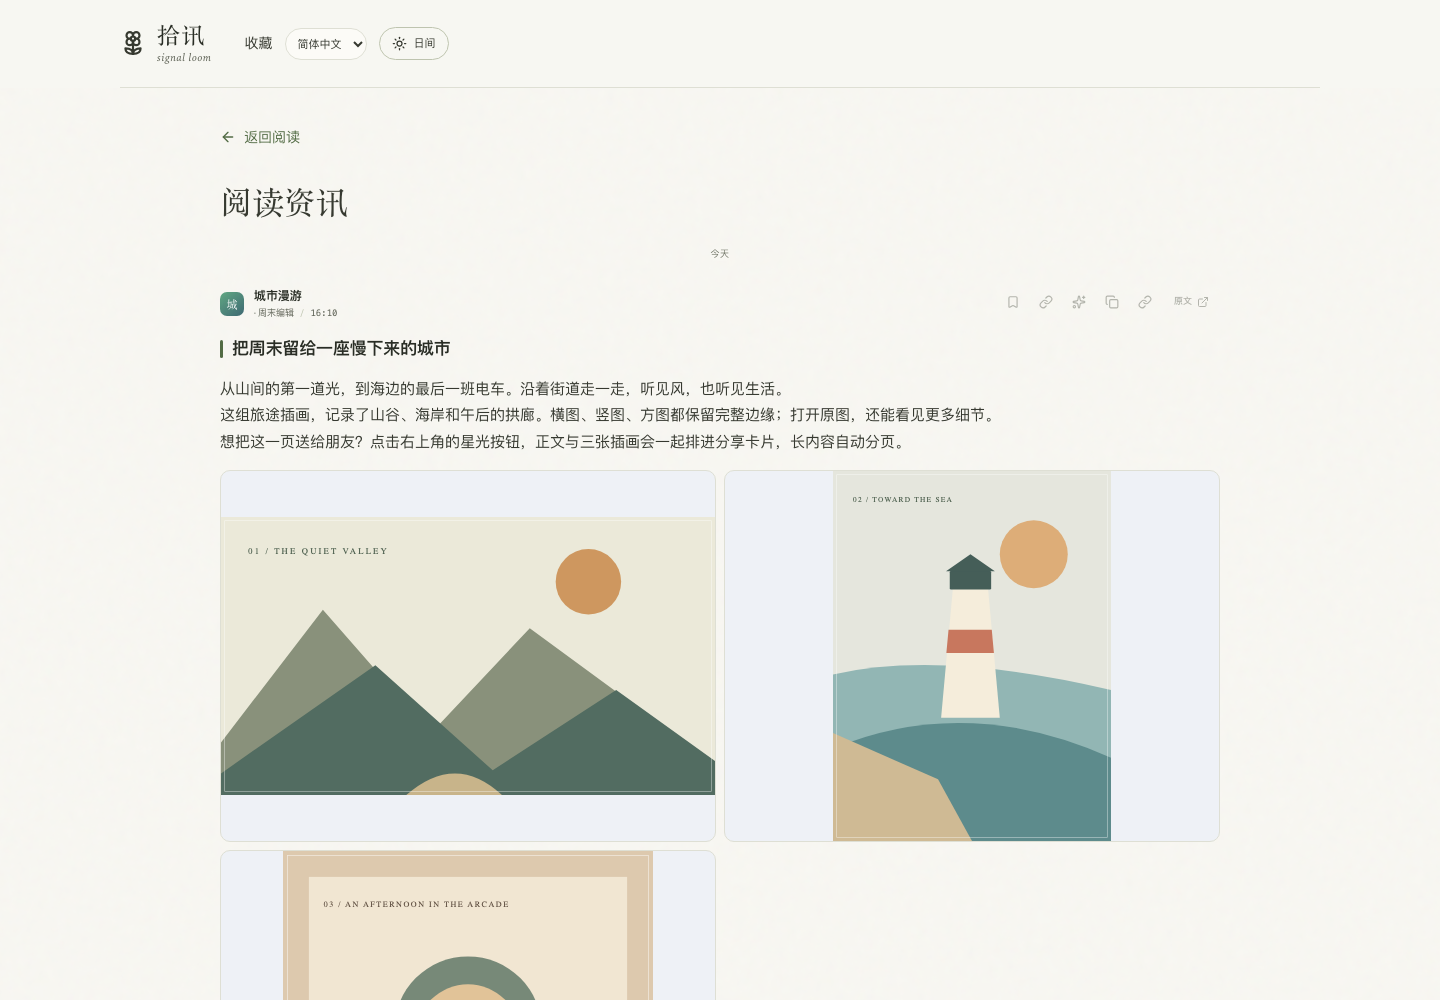 拾讯
signal loom
收藏
简体中文
日间
返回阅读
阅读资讯
今天
城
城市漫游
·周末编辑 / 16:10
原文
把周末留给一座慢下来的城市
从山间的第一道光，到海边的最后一班电车。沿着街道走一走，听见风，也听见生活。
这组旅途插画，记录了山谷、海岸和午后的拱廊。横图、竖图、方图都保留完整边缘；打开原图，还能看见更多细节。
想把这一页送给朋友？点击右上角的星光按钮，正文与三张插画会一起排进分享卡片，长内容自动分页。
01 / THE QUIET VALLEY
02 / TOWARD THE SEA
03 / AN AFTERNOON IN THE ARCADE